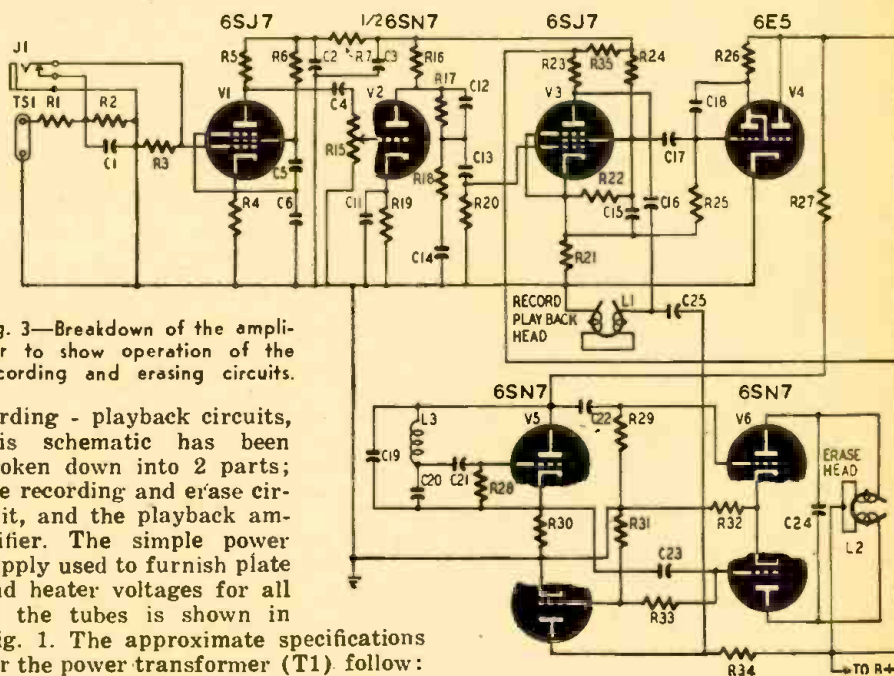 6SJ7
1/2 6SN7
6SJ7
6E5
J1
TS1
R1
R2
C1
R3
R5
R6
V1
R4
C5
C6
C2
R7
C3
C4
R15
V2
C11
R19
R16
R17
C12
C13
R18
C14
R20
R23
R35
R24
V3
R22
C15
R21
C16
C17
C18
R25
R26
V4
R27
RECORD
PLAY BACK
HEAD
L1
C25
g. 3—Breakdown of the ampli-
r to show operation of the
cording and erasing circuits.
rding - playback circuits,
is schematic has been
oken down into 2 parts;
e recording and erase cir-
it, and the playback am-
ifier. The simple power
pply used to furnish plate
nd heater voltages for all
the tubes is shown in
ig. 1. The approximate specifications
r the power transformer (T1) follow:
6SN7
6SN7
C19
L3
C20
C21
R28
V5
C22
R29
R30
R31
C23
R33
R32
V6
C24
ERASE
HEAD
L2
R34
TO B+